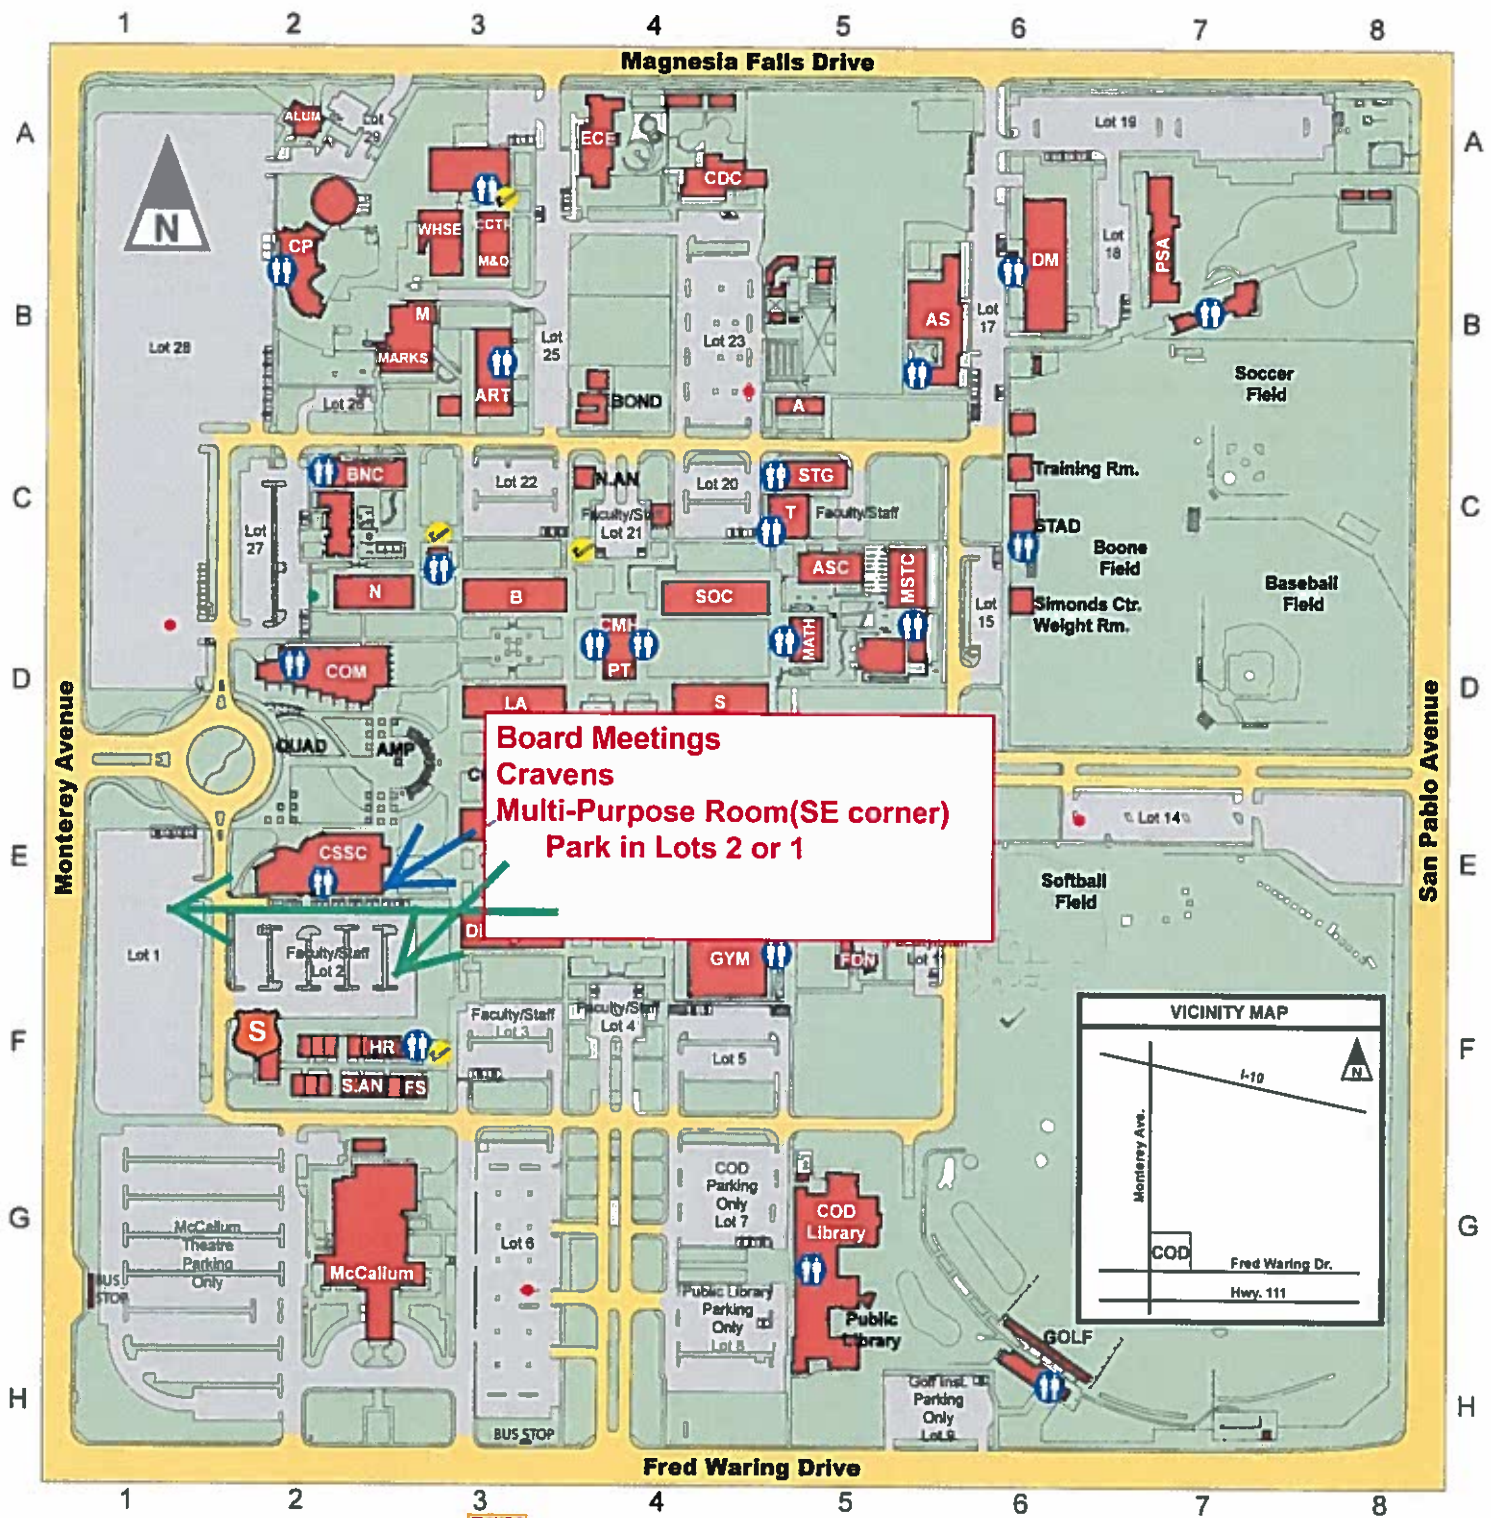 1 2 3 4 5 6 7 8
Magnesia Falls Drive
A
A
ALUM
Lot
29
ECE
CDC
Lot 19
N
CP
WHSE
CCTR
M&O
DM
Lot
18
PSA
B
B
Lot 28
M
MARKS
ART
Lot 26
Lot
25
BOND
Lot 23
A
AS
Lot
17
Soccer
Field
C
C
BNC
Lot
27
Lot 22
N.AN
Faculty/Staff
Lot 21
Lot 20
STG
T
Faculty/Staff
Training Rm.
STAD
Boone
Field
ASC
MSTC
N
B
SOC
Lot
15
Simonds Ctr.
Weight Rm.
Baseball
Field
CMH
PT
MATH
D
D
COM
LA
S
Monterey Avenue
San Pablo Avenue
QUAD
AMP
Board Meetings
Cravens
Multi-Purpose Room(SE corner)
Park in Lots 2 or 1
Lot 14
E
E
CSSC
Softball
Field
Lot 1
Faculty/Staff
Lot 2
GYM
FDN
F
F
S
HR
S.AN
FS
Faculty/Staff
Lot 3
Faculty/Staff
Lot 4
Lot 5
VICINITY MAP
I-10
N
Monterey Ave.
COD
Fred Waring Dr.
Hwy. 111
G
G
McCallum
Theatre
Parking
Only
McCallum
Lot 6
COD
Parking
Only
Lot 7
COD
Library
BUS
STOP
Public Library
Parking
Only
Lot 8
Public
Library
GOLF
H
H
Golf Inst.
Parking
Only
Lot 9
BUS STOP
Fred Waring Drive
1 2 3 4 5 6 7 8